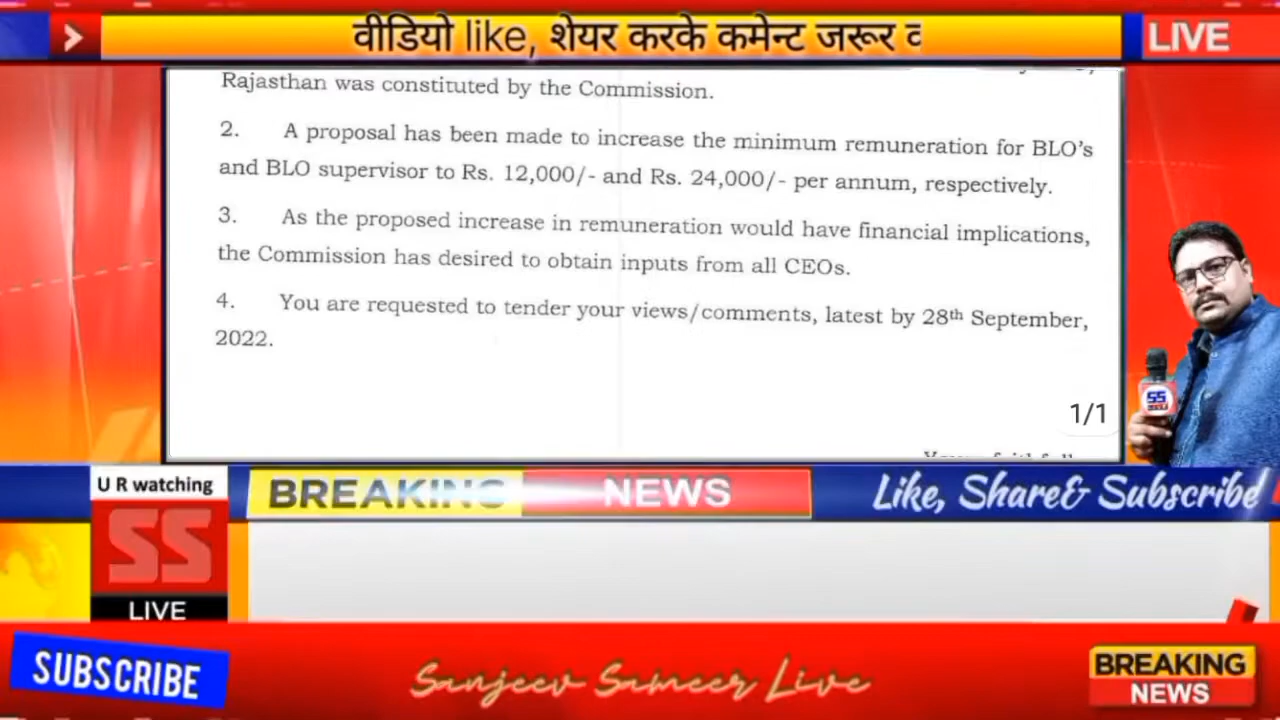 वीडियो like, शेयर करके कमेन्ट जरूर
LIVE
Rajasthan was constituted by the Commission.
2. A proposal has been made to increase the minimum remuneration for BLO's
and BLO supervisor to Rs. 12,000/- and Rs. 24,000/- per annum, respectively.
3. As the proposed increase in remuneration would have financial implications,
the Commission has desired to obtain inputs from all CEOs.
4. You are requested to tender your views/comments, latest by 28th September,
2022.
1/1
U R watching
SS
LIVE
BREAKING NEWS
Like, Share& Subscribe
SS
SUBSCRIBE
Sanjeev Sameer Live
BREAKING
NEWS